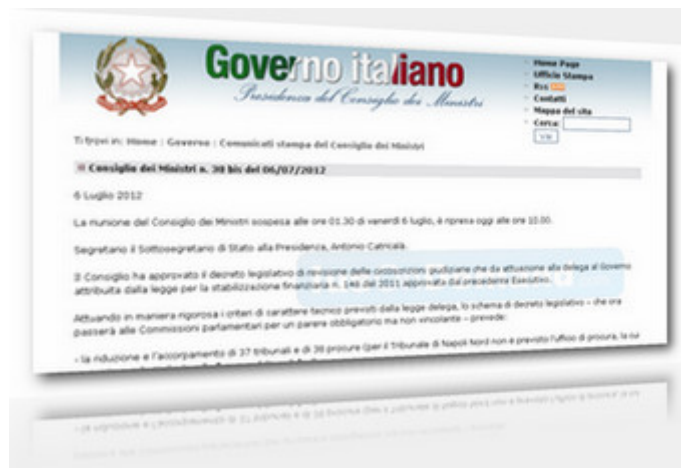 Governo italiano
Presidenza del Consiglio dei Ministri
Home Page
Ufficio Stampa
Rss
Contatti
Mappa del sito
Cerca:
Ti trovi in: Home : Governo : Comunicati stampa del Consiglio dei Ministri
Consiglio dei Ministri n. 38 bis del 06/07/2012
6 Luglio 2012
La riunione del Consiglio dei Ministri sospesa alle ore 01.30 di venerdì 6 luglio, è ripresa oggi alle ore 10.00.
Segretario il Sottosegretario di Stato alla Presidenza, Antonio Catricalà.
Il Consiglio ha approvato il decreto legislativo di revisione delle circoscrizioni giudiziarie che da attuazione alla delega al Governo
attribuita dalla legge per la stabilizzazione finanziaria n. 148 del 2011 approvata dal precedente Esecutivo.
Attuando in maniera rigorosa i criteri di carattere tecnico previsti dalla legge delega, lo schema di decreto legislativo – che ora
passerà alle Commissioni parlamentari per un parere obbligatorio ma non vincolante – prevede:
- la riduzione e l'accorpamento di 37 tribunali e di 38 procure (per il Tribunale di Napoli Nord non è previsto l'ufficio di procura, la cui